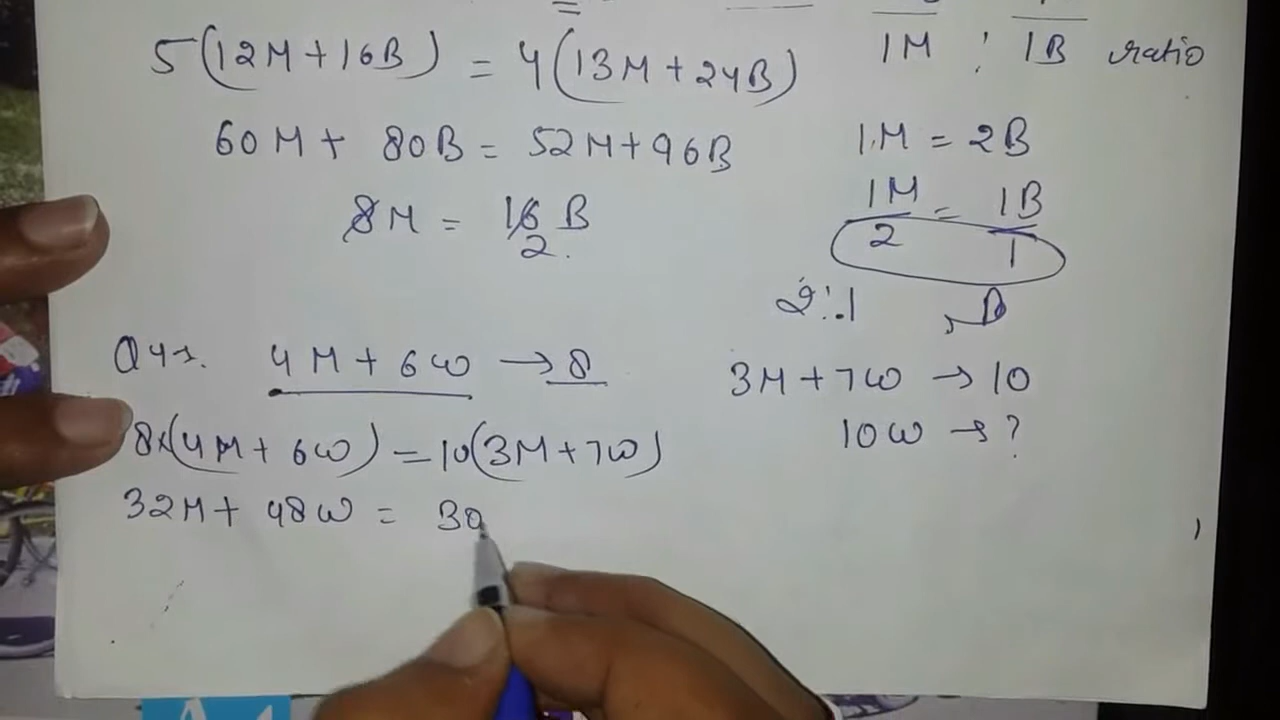 5(12M+16B) = 4(13M+24B)
1M : 1B ratio
60M + 80B = 52M+96B
1M = 2B
8M = 16 B
2
1M = 1B
2 1
2:1 B
Q4. 4M+6W → 8
3M+7W → 10
10W → ?
8×(4M+6W) = 10(3M+7W)
32M + 48W = 30